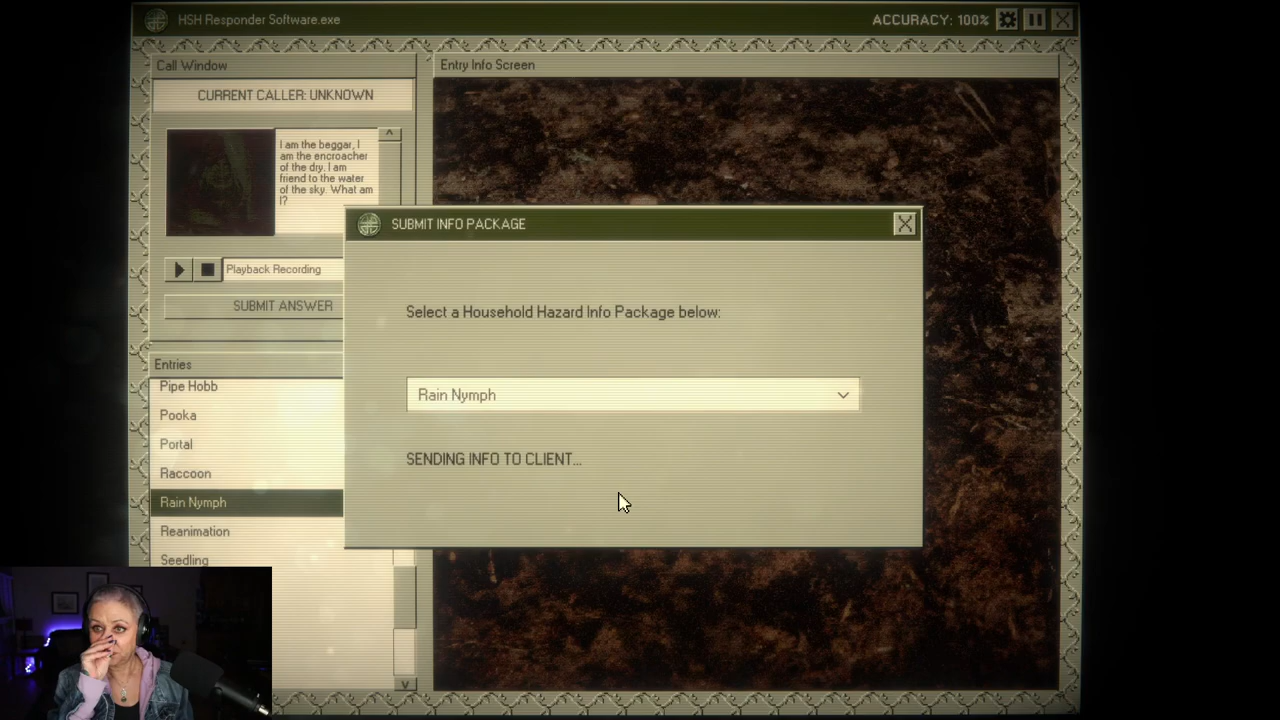 HSH Responder Software.exe
ACCURACY: 100%
Call Window
CURRENT CALLER: UNKNOWN
I am the beggar, I
am the encroacher
of the dry. I am
friend to the water
of the sky. What am
I?
Playback Recording
SUBMIT ANSWER
Entries
Pipe Hobb
Pooka
Portal
Raccoon
Rain Nymph
Reanimation
Seedling
Entry Info Screen
SUBMIT INFO PACKAGE
Select a Household Hazard Info Package below:
Rain Nymph
SENDING INFO TO CLIENT...